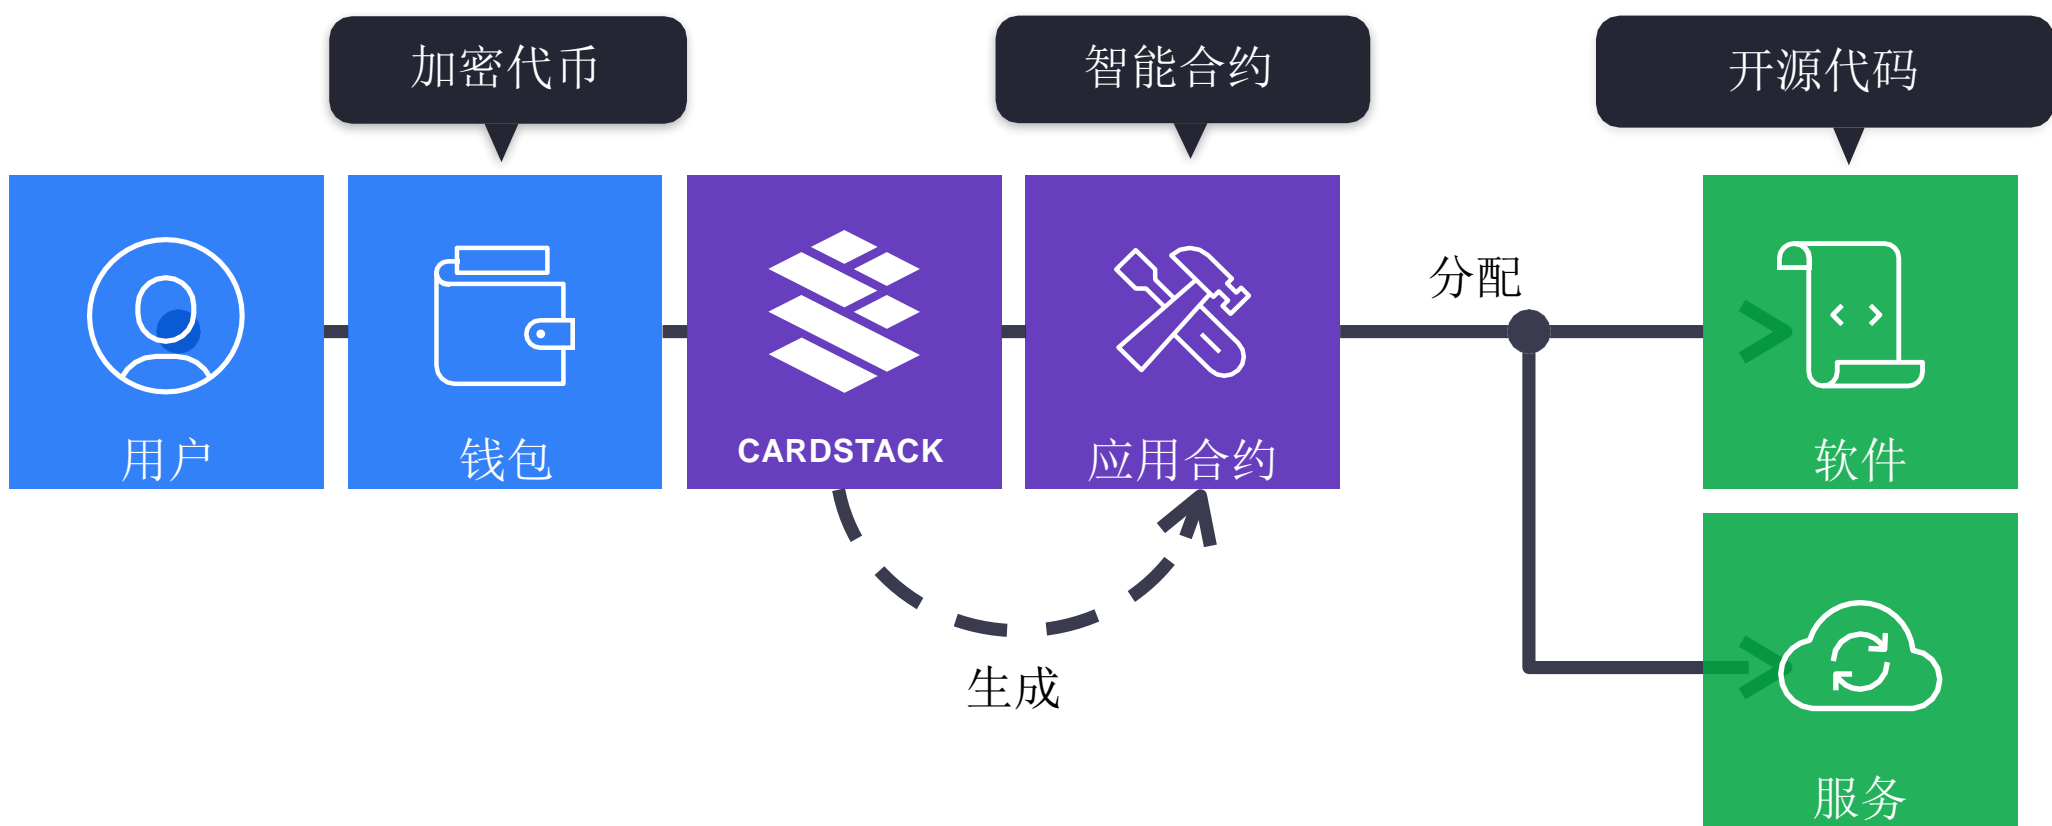 加密代币
智能合约
开源代码
分配
用户
钱包
CARDSTACK
应用合约
软件
生成
服务